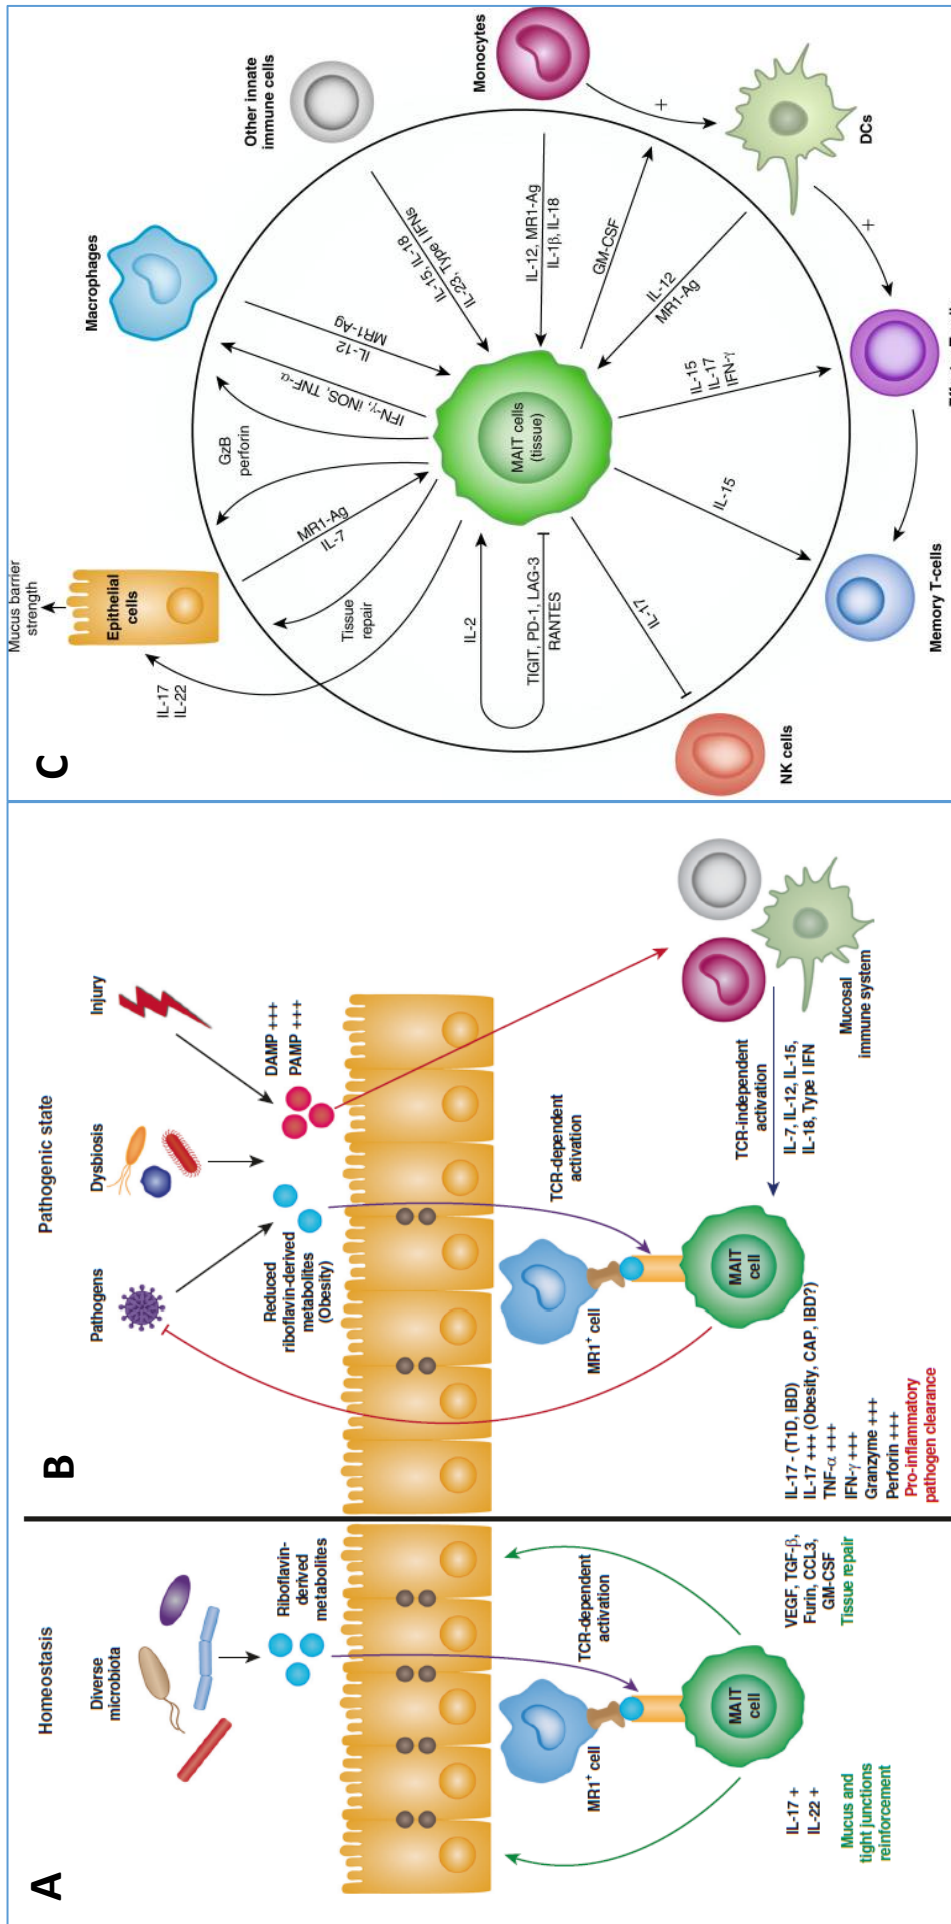 A
Homeostasis
Diverse
microbiota
Riboflavin-
derived
metabolites
TCR-dependent
activation
MR1+ cell
MAIT
cell
IL-17 +
IL-22 +
Mucus and
tight junctions
reinforcement
VEGF, TGF-β,
Furin, CCL3,
GM-CSF
Tissue repair
B
Pathogenic state
Pathogens
Dysbiosis
Injury
Reduced
riboflavin-derived
metabolites
(Obesity)
DAMP +++
PAMP +++
TCR-dependent
activation
MR1+ cell
MAIT
cell
TCR-independent
activation
IL-7, IL-12, IL-15,
IL-18, Type I IFN
Mucosal
immune system
IL-17 - (T1D, IBD)
IL-17 +++ (Obesity, CAP, IBD?)
TNF-α +++
IFN-γ +++
Granzyme +++
Perforin +++
Pro-inflammatory
pathogen clearance
C
Mucus barrier
strength
Epithelial
cells
Macrophages
Other innate
immune cells
Monocytes
IL-17
IL-22
Tissue
repair
MR1-Ag
IL-7
GzB
perforin
IFN-γ, iNOS, TNF-α
IL-12
MR1-Ag
IL-15, IL-18
IL-23, Type I IFNs
IL-12, MR1-Ag
IL-1β, IL-18
GM-CSF
+
DCs
IL-12
MR1-Ag
+
MAIT cells
(tissue)
IL-2
TIGIT, PD-1, LAG-3
RANTES
IL-17
IL-15
IL-15
IL-17
IFN-γ
NK cells
Memory T-cells